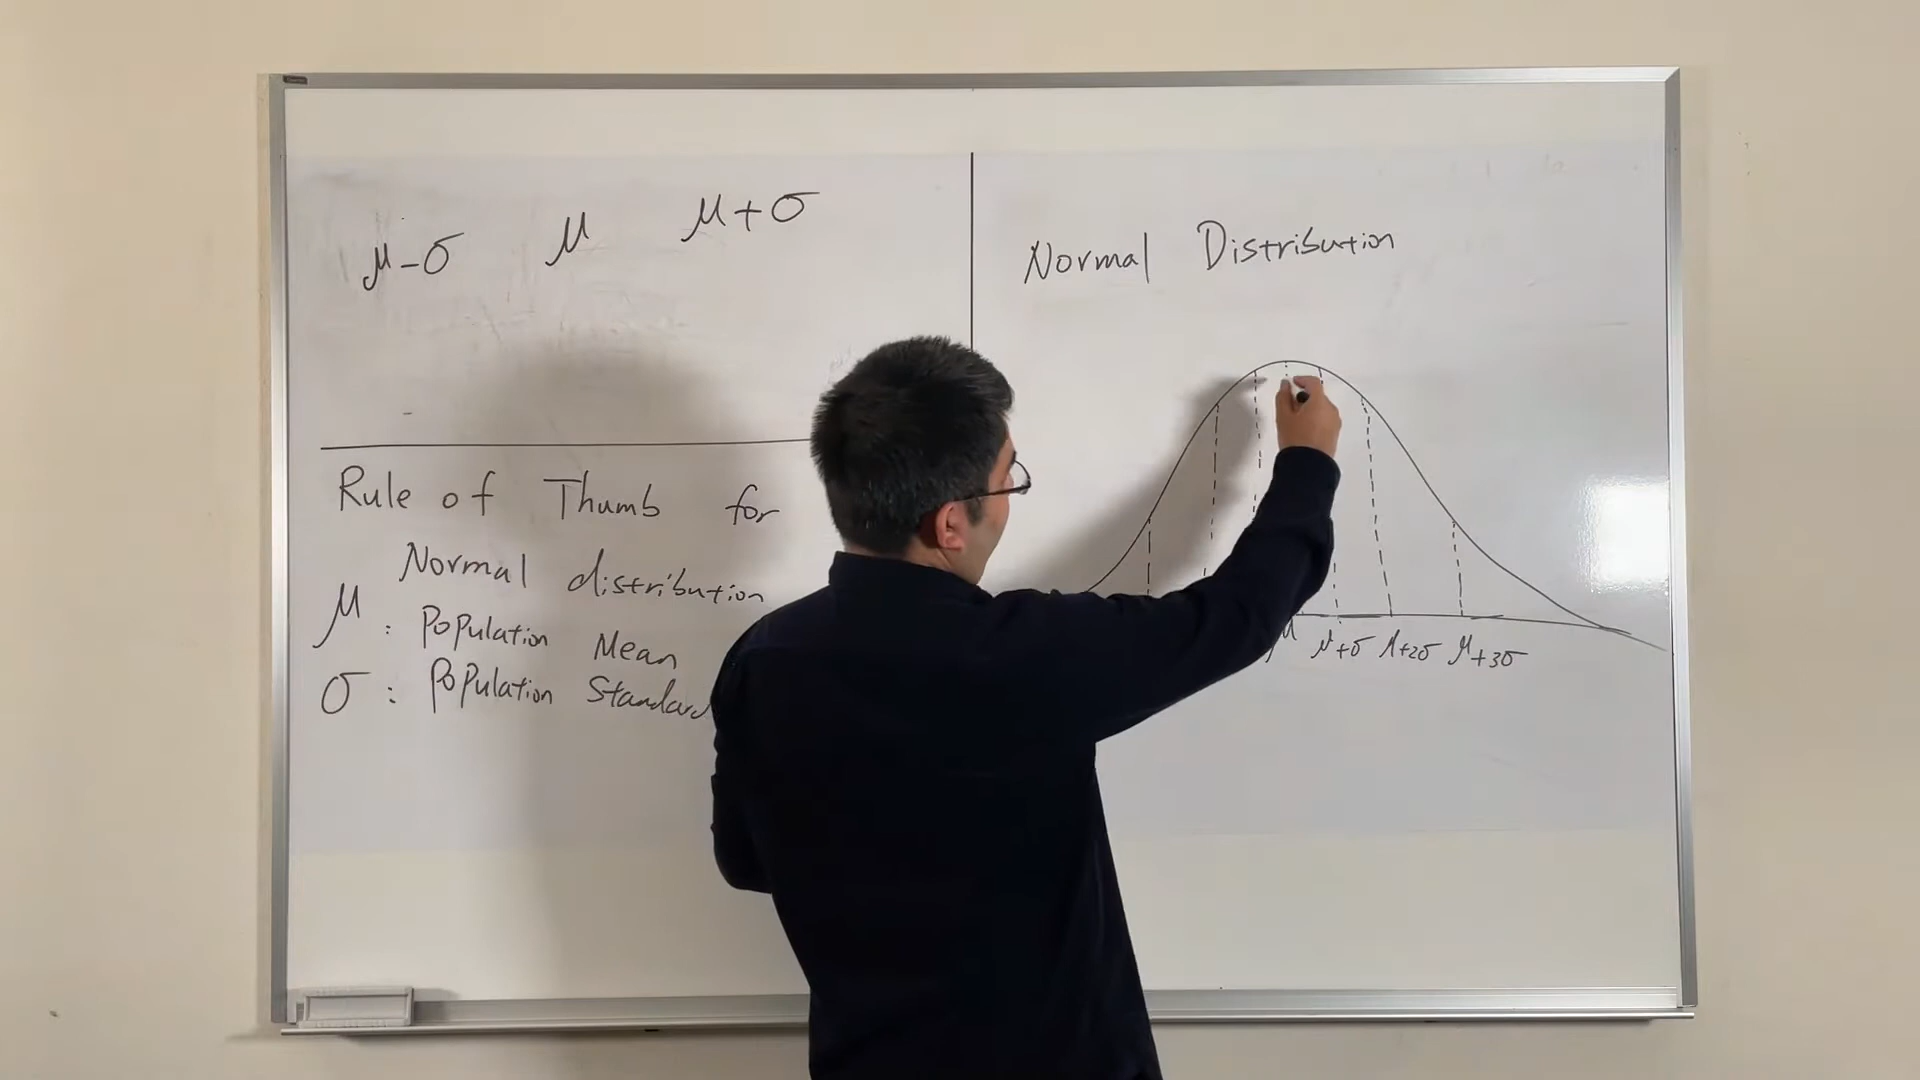 μ-σ μ μ+σ
Rule of Thumb for
Normal distribution
μ : Population Mean
σ : Population Standard
Normal Distribution
μ μ+σ μ+2σ μ+3σ